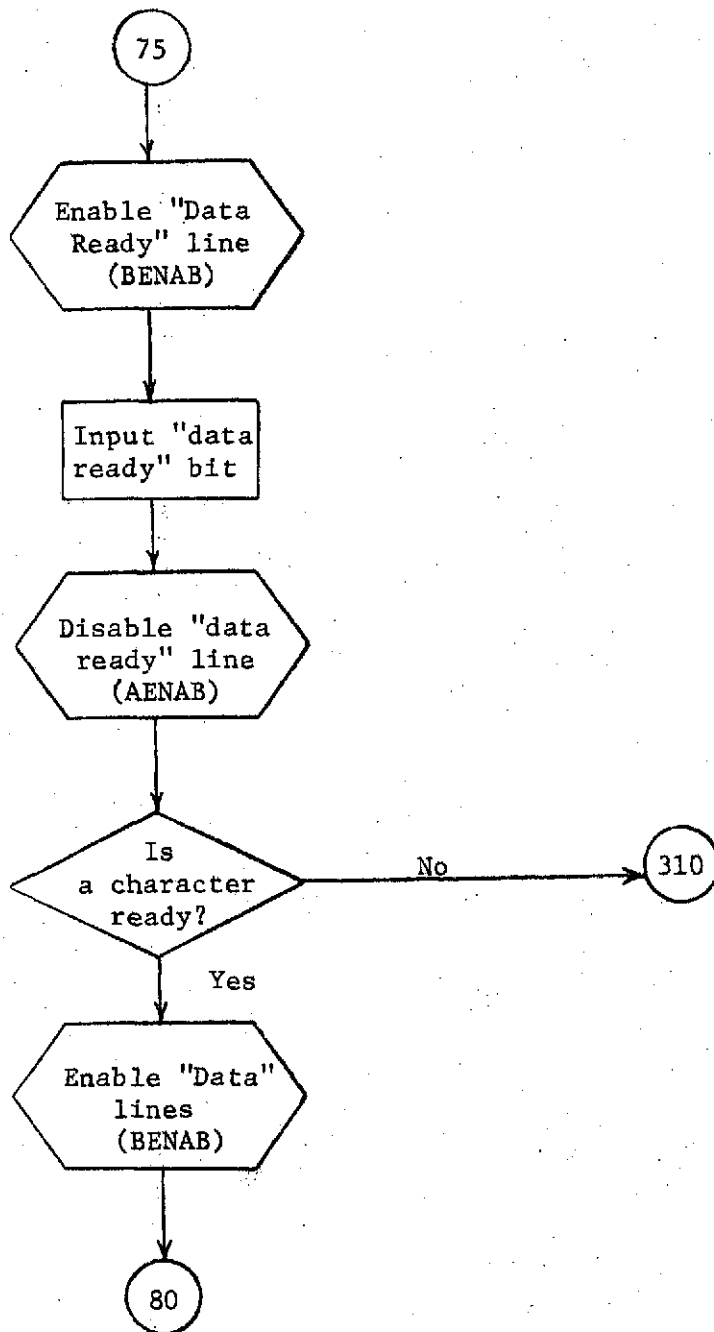 75
Enable "Data
Ready" line
(BENAB)
Input "data
ready" bit
Disable "data
ready" line
(AENAB)
Is
a character
ready?
No
310
Yes
Enable "Data"
lines
(BENAB)
80